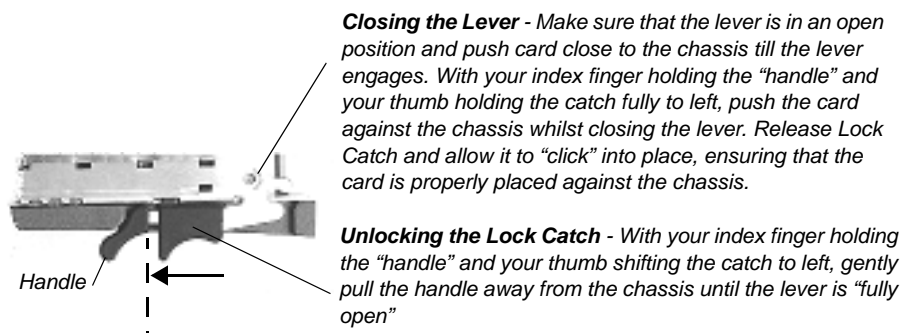 Closing the Lever - Make sure that the lever is in an open
position and push card close to the chassis till the lever
engages. With your index finger holding the “handle” and
your thumb holding the catch fully to left, push the card
against the chassis whilst closing the lever. Release Lock
Catch and allow it to “click” into place, ensuring that the
card is properly placed against the chassis.
Unlocking the Lock Catch - With your index finger holding
the “handle” and your thumb shifting the catch to left, gently
pull the handle away from the chassis until the lever is “fully
open”
Handle